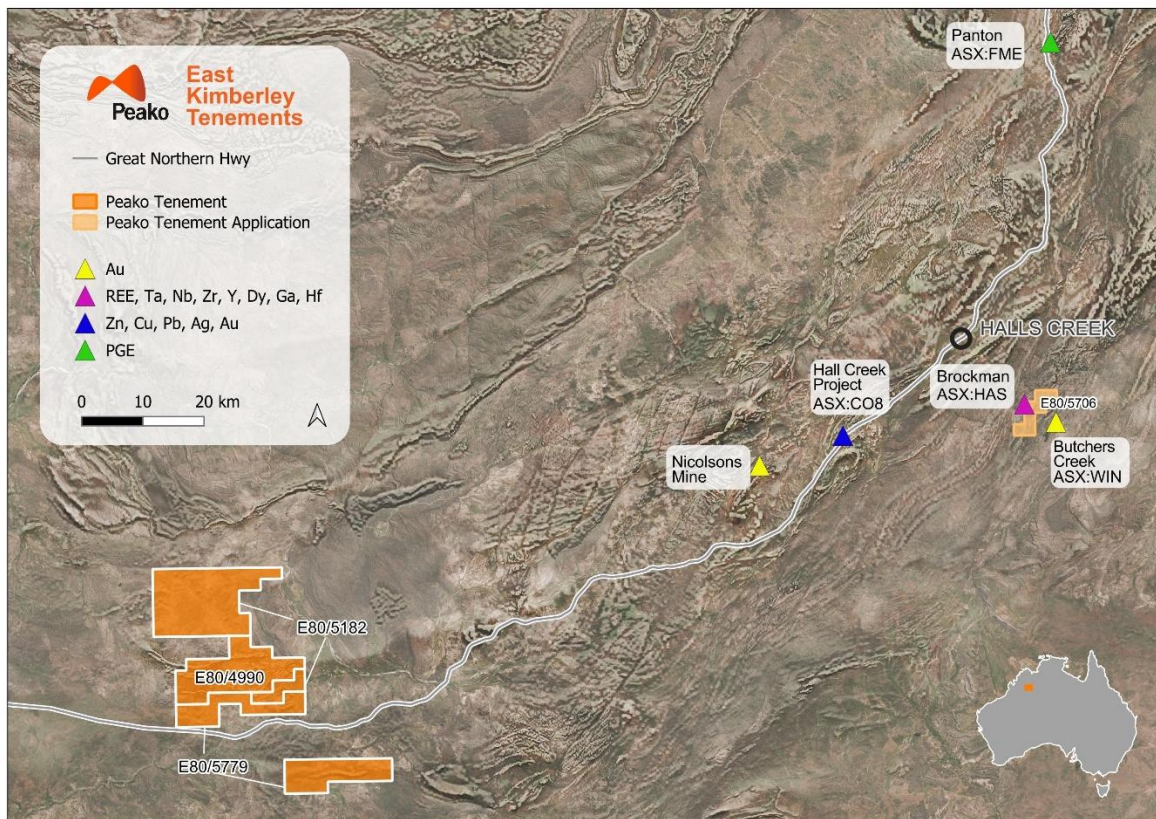 Peako
East
Kimberley
Tenements
Great Northern Hwy
Peako Tenement
Peako Tenement Application
Au
REE, Ta, Nb, Zr, Y, Dy, Ga, Hf
Zn, Cu, Pb, Ag, Au
PGE
0 10 20 km
Panton
ASX:FME
HALLS CREEK
Hall Creek
Project
ASX:CO8
Brockman
ASX:HAS
E80/5706
Butchers
Creek
ASX:WIN
Nicolsons
Mine
E80/5182
E80/4990
E80/5779